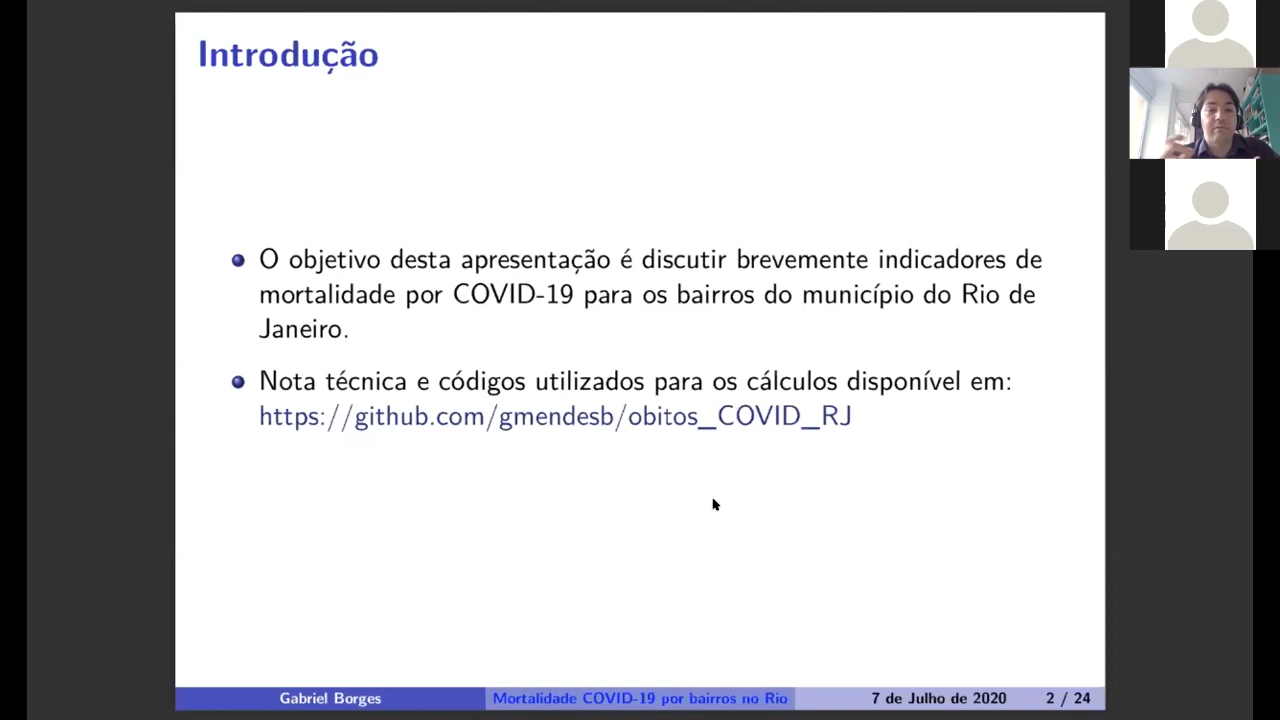 Introdução
O objetivo desta apresentação é discutir brevemente indicadores de
mortalidade por COVID-19 para os bairros do município do Rio de
Janeiro.
Nota técnica e códigos utilizados para os cálculos disponível em:
https://github.com/gmendesb/obitos_COVID_RJ
Gabriel Borges
Mortalidade COVID-19 por bairros no Rio
7 de Julho de 2020
2 / 24